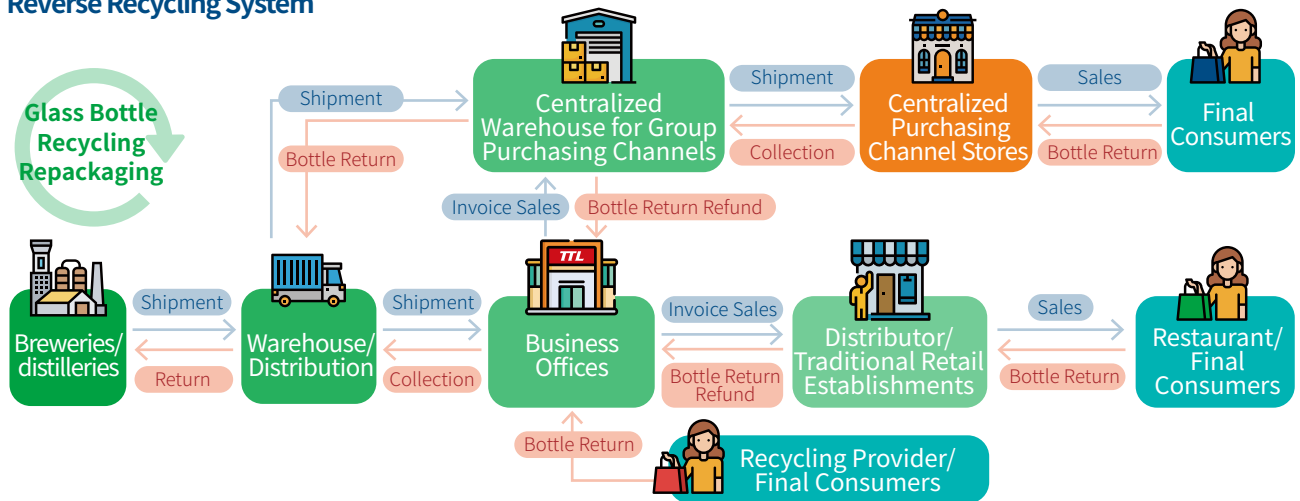 Reverse Recycling System
Glass Bottle
Recycling
Repackaging
Shipment
Bottle Return
Centralized
Warehouse for Group
Purchasing Channels
Shipment
Collection
Centralized
Purchasing
Channel Stores
Sales
Bottle Return
Final
Consumers
Invoice Sales
Bottle Return Refund
Breweries/
distilleries
Shipment
Return
Warehouse/
Distribution
Shipment
Collection
TTL
Business
Offices
Invoice Sales
Bottle Return
Refund
Distributor/
Traditional Retail
Establishments
Sales
Bottle Return
Restaurant/
Final
Consumers
Bottle Return
Recycling Provider/
Final Consumers